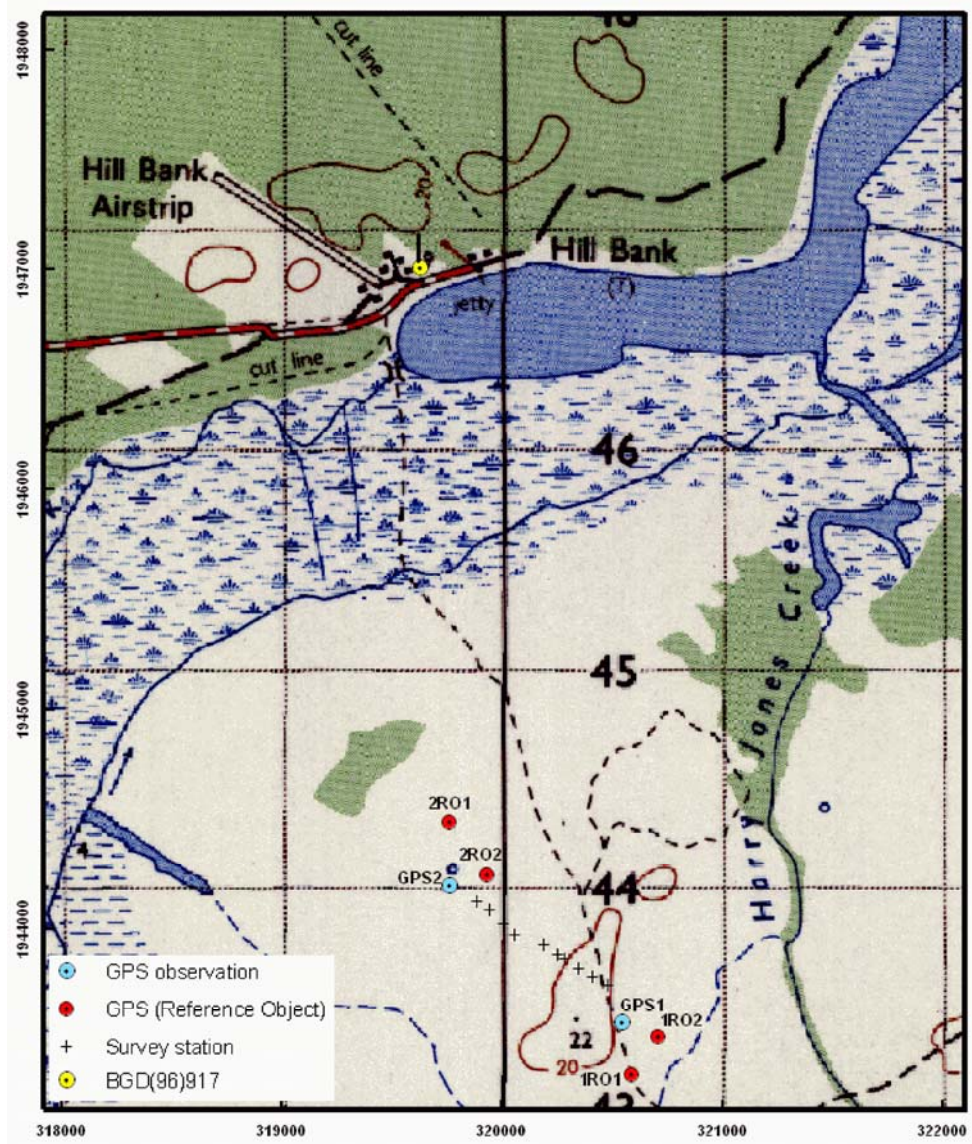 1948000
1947000
1946000
1945000
1944000
cut line
Hill Bank
Airstrip
20
Hill Bank
(7)
jetty
cut line
46
45
Harry Jones Creek
2RO1
2RO2
GPS2
44
4
GPS1
1RO2
22
20
1RO1
GPS observation
GPS (Reference Object)
Survey station
BGD(96)917
318000 319000 320000 321000 322000